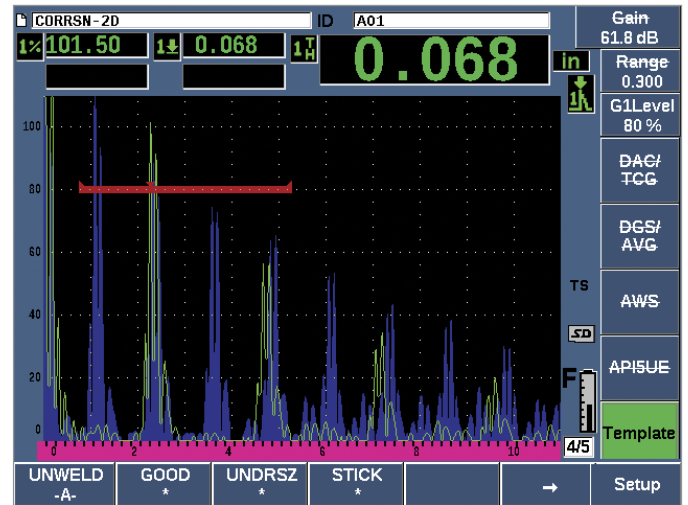 CORRSN-2D ID A01 Gain
61.8 dB
1% 101.50 1 0.068 1 T H 0.068 in
Range
0.300
1
G1Level
80 %
DAC/
TCG
DGS/
AVG
AWS
API5UE
Template
100
80
60
40
20
0
TS
SD
F
4/5
0 2 4 6 8 10
UNWELD GOOD UNDRSZ STICK → Setup
-A- * * *